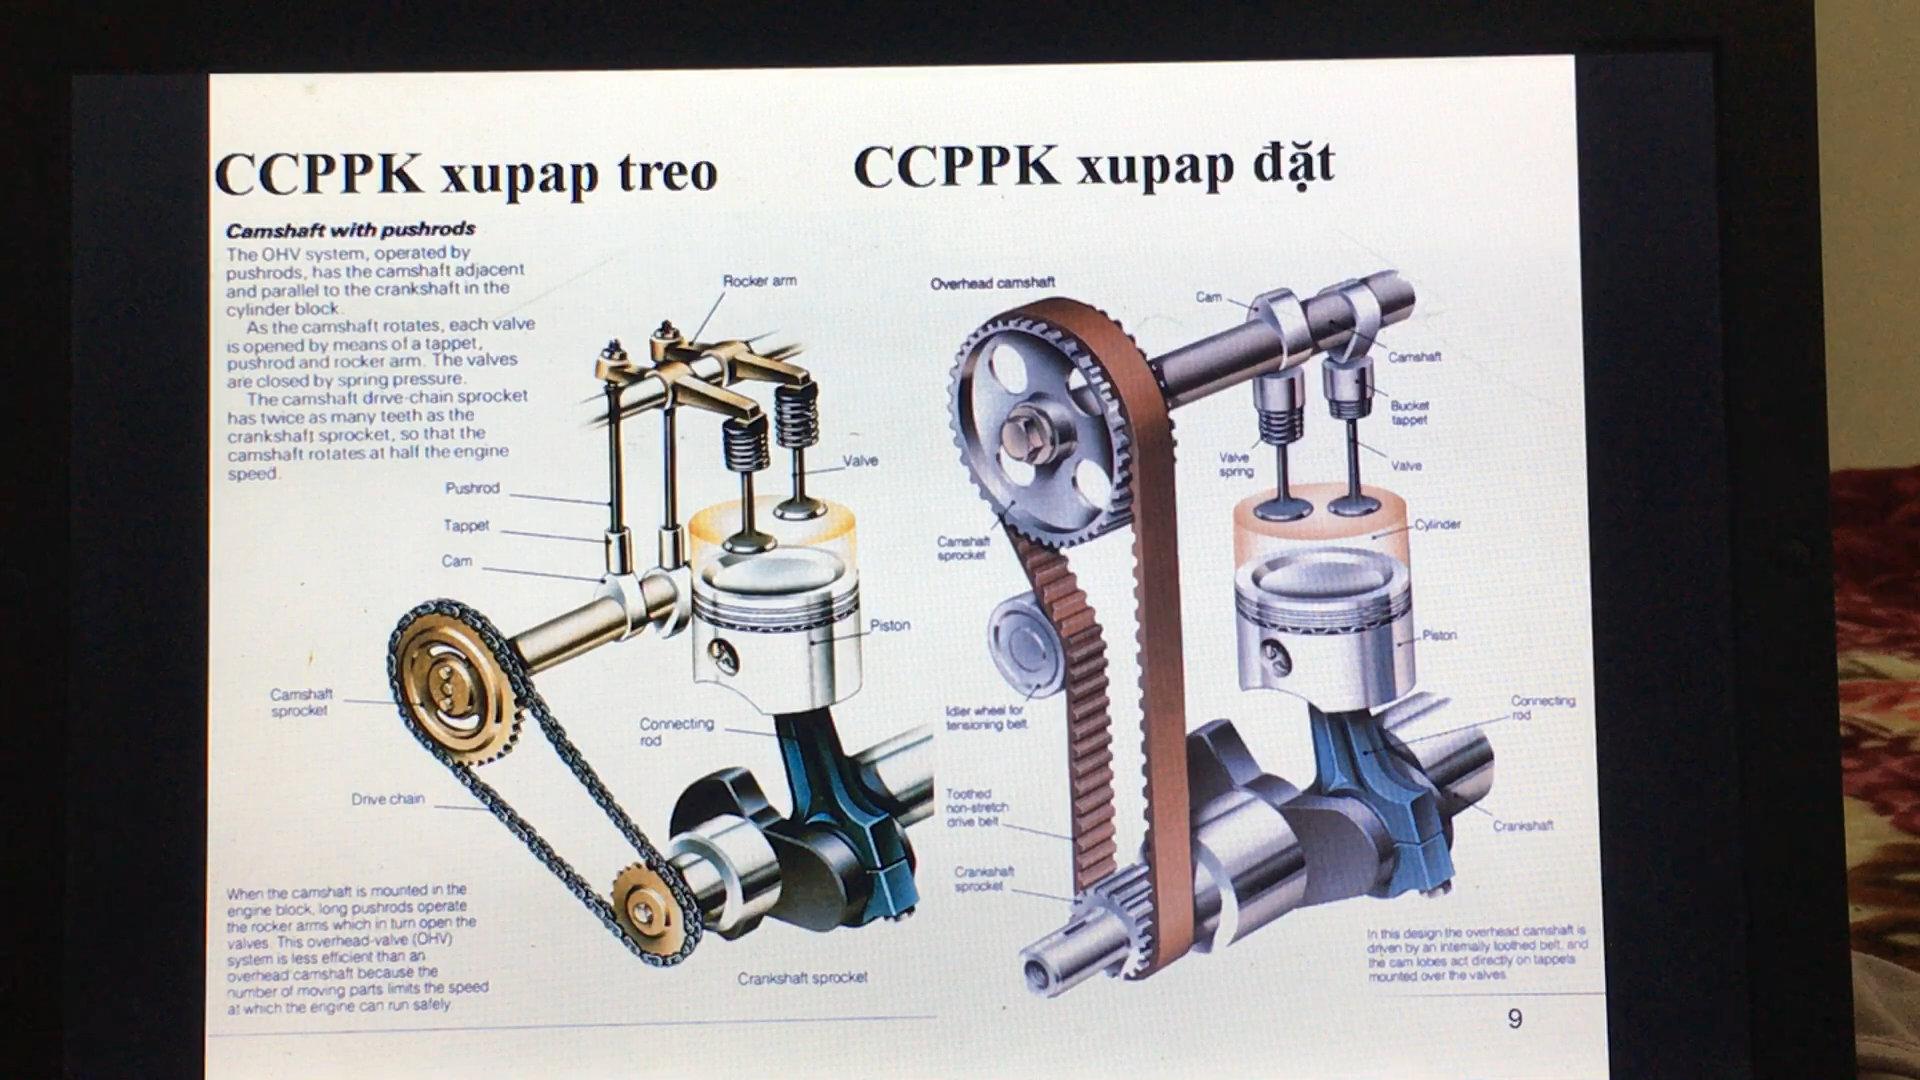 CCPPK xupap treo
CCPPK xupap đặt
Camshaft with pushrods
The OHV system, operated by
pushrods, has the camshaft adjacent
and parallel to the crankshaft in the
cylinder block.
As the camshaft rotates, each valve
is opened by means of a tappet,
pushrod and rocker arm. The valves
are closed by spring pressure.
The camshaft drive-chain sprocket
has twice as many teeth as the
crankshaft sprocket, so that the
camshaft rotates at half the engine
speed.
Rocker arm
Valve
Pushrod
Tappet
Cam
Piston
Camshaft
sprocket
Connecting
rod
Drive chain
When the camshaft is mounted in the
engine block, long pushrods operate
the rocker arms which in turn open the
valves. This overhead-valve (OHV)
system is less efficient than an
overhead camshaft because the
number of moving parts limits the speed
at which the engine can run safely.
Crankshaft sprocket
Overhead camshaft
Cam
Camshaft
Bucket
tappet
Valve
spring
Valve
Cylinder
Camshaft
sprocket
Piston
Idler wheel for
tensioning belt.
Connecting
rod
Toothed
non-stretch
drive belt
Crankshaft
Crankshaft
sprocket
In this design the overhead camshaft is
driven by an internally toothed belt, and
the cam lobes act directly on tappets
mounted over the valves.
9